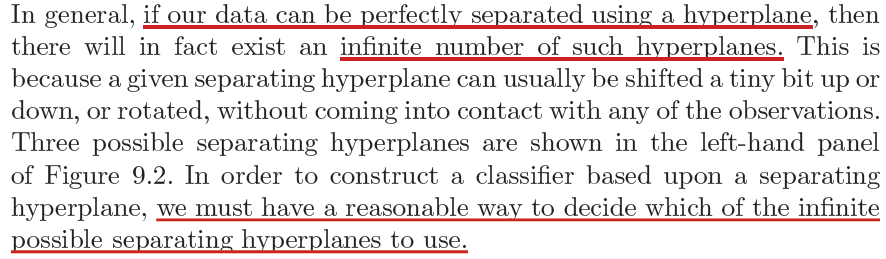 In general, if our data can be perfectly separated using a hyperplane, then
there will in fact exist an infinite number of such hyperplanes. This is
because a given separating hyperplane can usually be shifted a tiny bit up or
down, or rotated, without coming into contact with any of the observations.
Three possible separating hyperplanes are shown in the left-hand panel
of Figure 9.2. In order to construct a classifier based upon a separating
hyperplane, we must have a reasonable way to decide which of the infinite
possible separating hyperplanes to use.